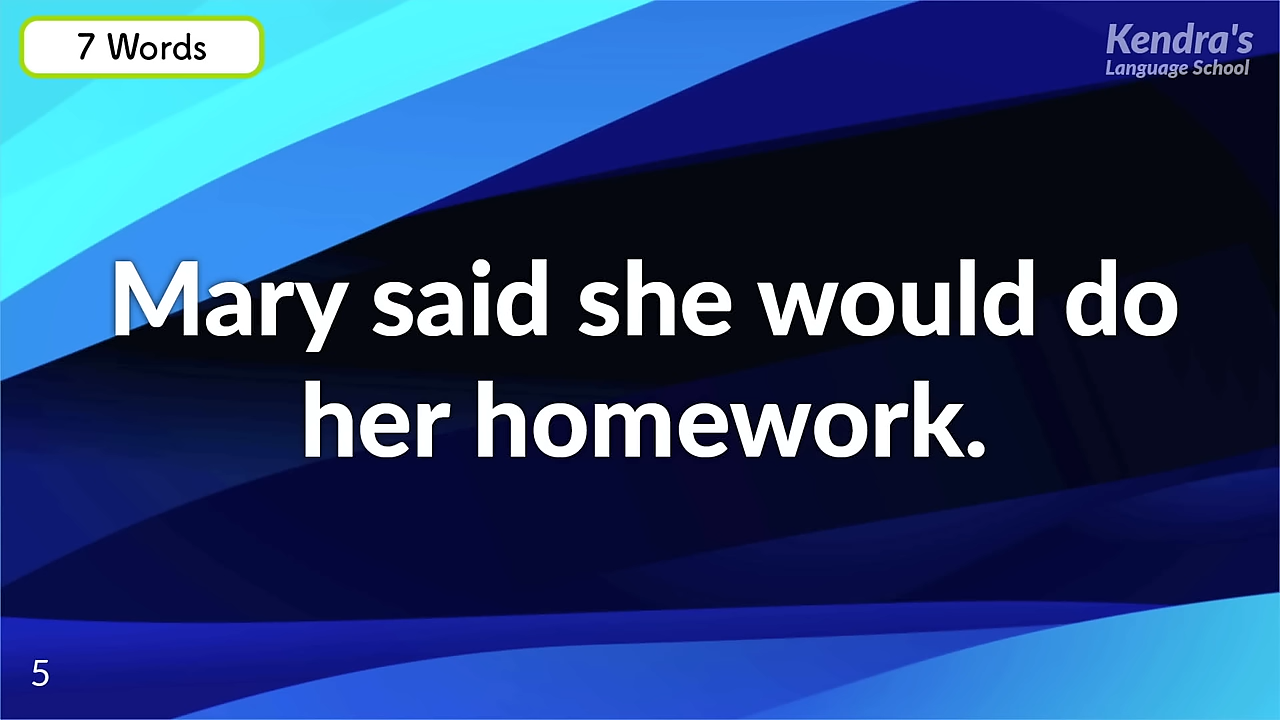 7 Words
Kendra's
Language School
Mary said she would do
her homework.
5